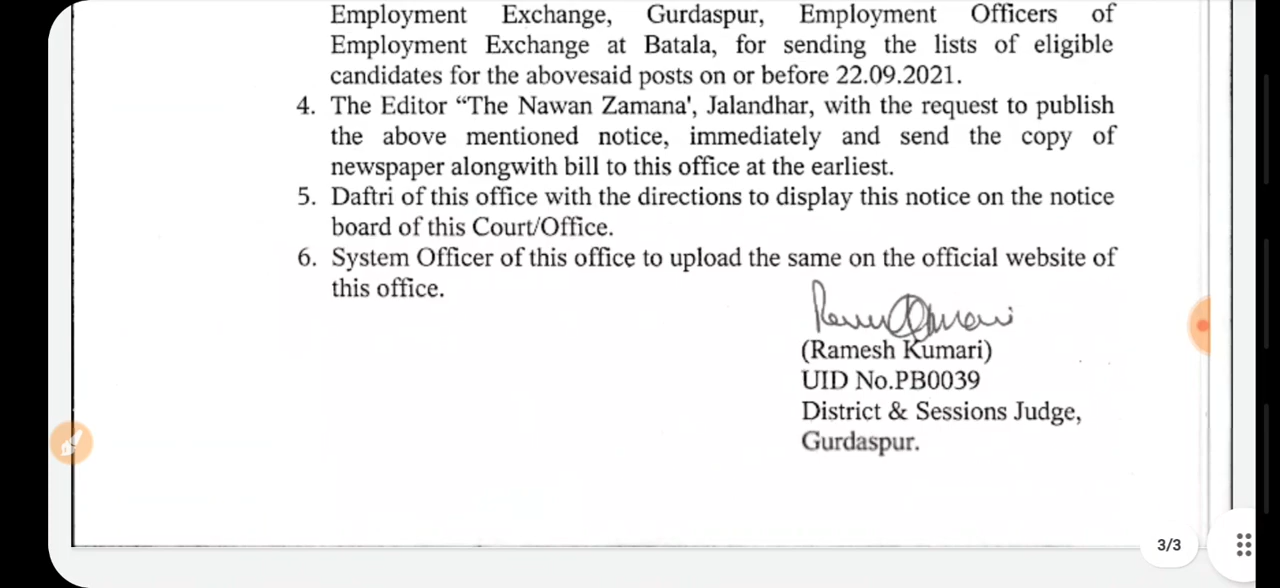 Employment Exchange, Gurdaspur, Employment Officers of
Employment Exchange at Batala, for sending the lists of eligible
candidates for the abovesaid posts on or before 22.09.2021.
4. The Editor “The Nawan Zamana', Jalandhar, with the request to publish
the above mentioned notice, immediately and send the copy of
newspaper alongwith bill to this office at the earliest.
5. Daftri of this office with the directions to display this notice on the notice
board of this Court/Office.
6. System Officer of this office to upload the same on the official website of
this office.
(Ramesh Kumari)
UID No.PB0039
District & Sessions Judge,
Gurdaspur.
3/3